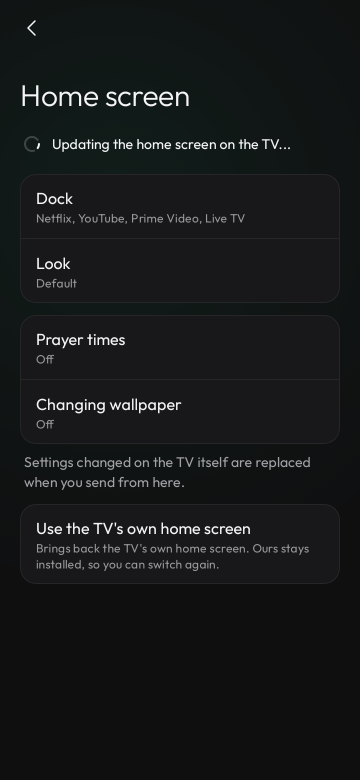 Home screen
Updating the home screen on the TV...
Dock
Netflix, YouTube, Prime Video, Live TV
Look
Default
Prayer times
Off
Changing wallpaper
Off
Settings changed on the TV itself are replaced
when you send from here.
Use the TV's own home screen
Brings back the TV's own home screen. Ours stays
installed, so you can switch again.